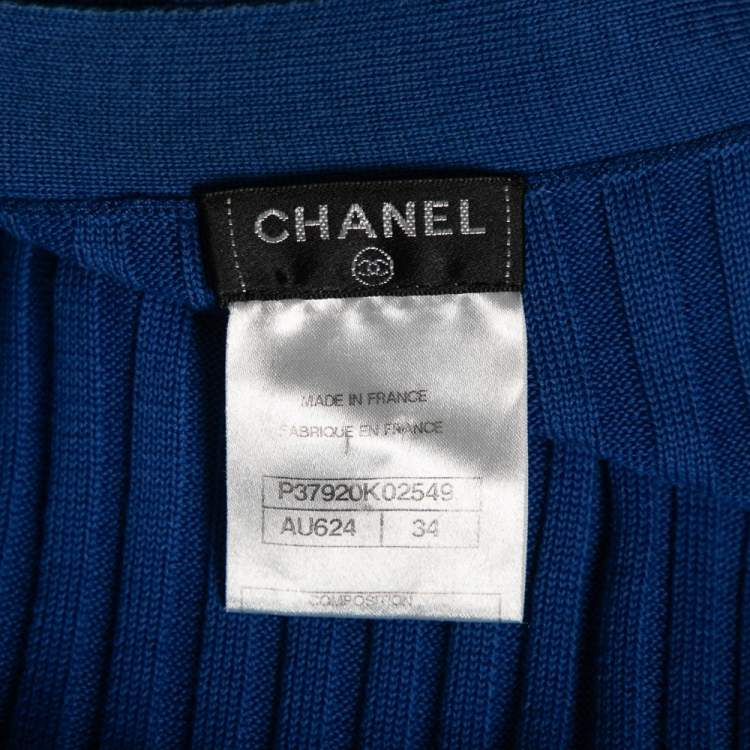 CHANEL
MADE IN FRANCE
FABRIQUE EN FRANCE
P37920K02549
AU624 34
COMPOSITION